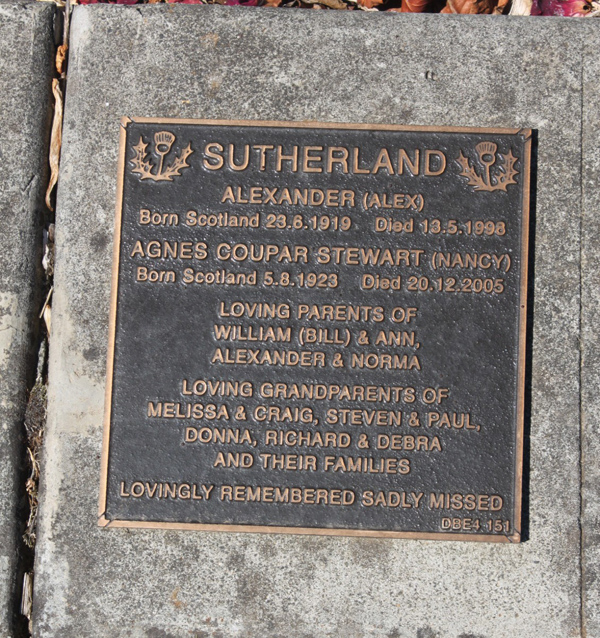 SUTHERLAND
ALEXANDER (ALEX)
Born Scotland 23.6.1919 Died 13.5.1998
AGNES COUPAR STEWART (NANCY)
Born Scotland 5.8.1923 Died 20.12.2005
LOVING PARENTS OF
WILLIAM (BILL) & ANN,
ALEXANDER & NORMA
LOVING GRANDPARENTS OF
MELISSA & CRAIG, STEVEN & PAUL,
DONNA, RICHARD & DEBRA
AND THEIR FAMILIES
LOVINGLY REMEMBERED SADLY MISSED
DBE4 151